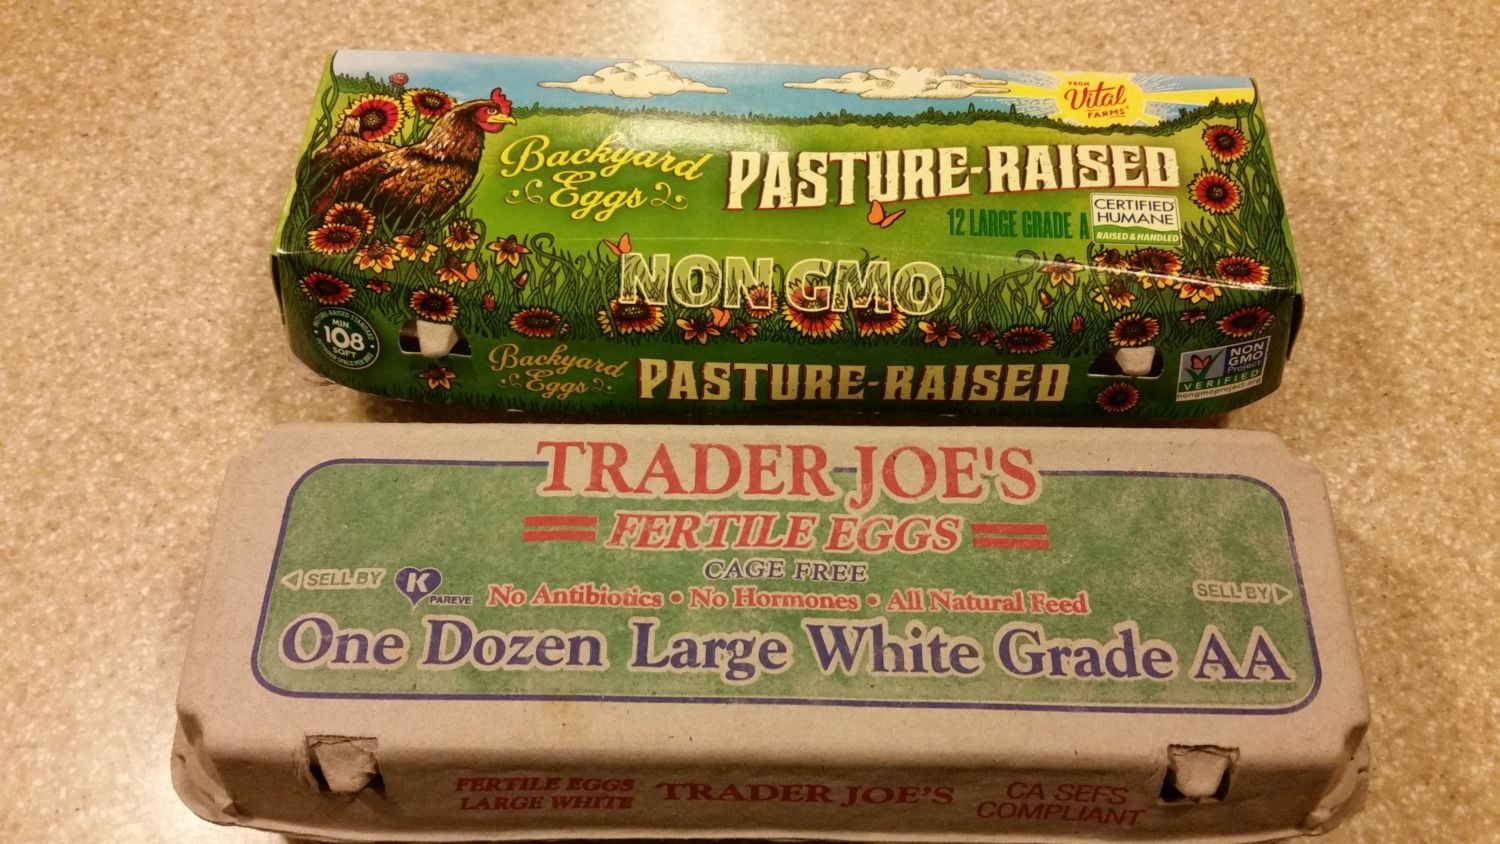 FROM
Vital
FARMS
Backyard
Eggs
PASTURE-RAISED
12 LARGE GRADE A
CERTIFIED
HUMANE
RAISED & HANDLED
NON GMO
PASTURE-RAISED STANDARD
MIN.
108
SQFT
Backyard
Eggs
PASTURE-RAISED
NON
GMO
Project
VERIFIED
nongmoproject.org
TRADER JOE'S
FERTILE EGGS
CAGE FREE
SELL BY
K
PAREVE
No Antibiotics • No Hormones • All Natural Feed
SELL BY
One Dozen Large White Grade AA
FERTILE EGGS
LARGE WHITE
TRADER JOE'S
CA SEFS
COMPLIANT